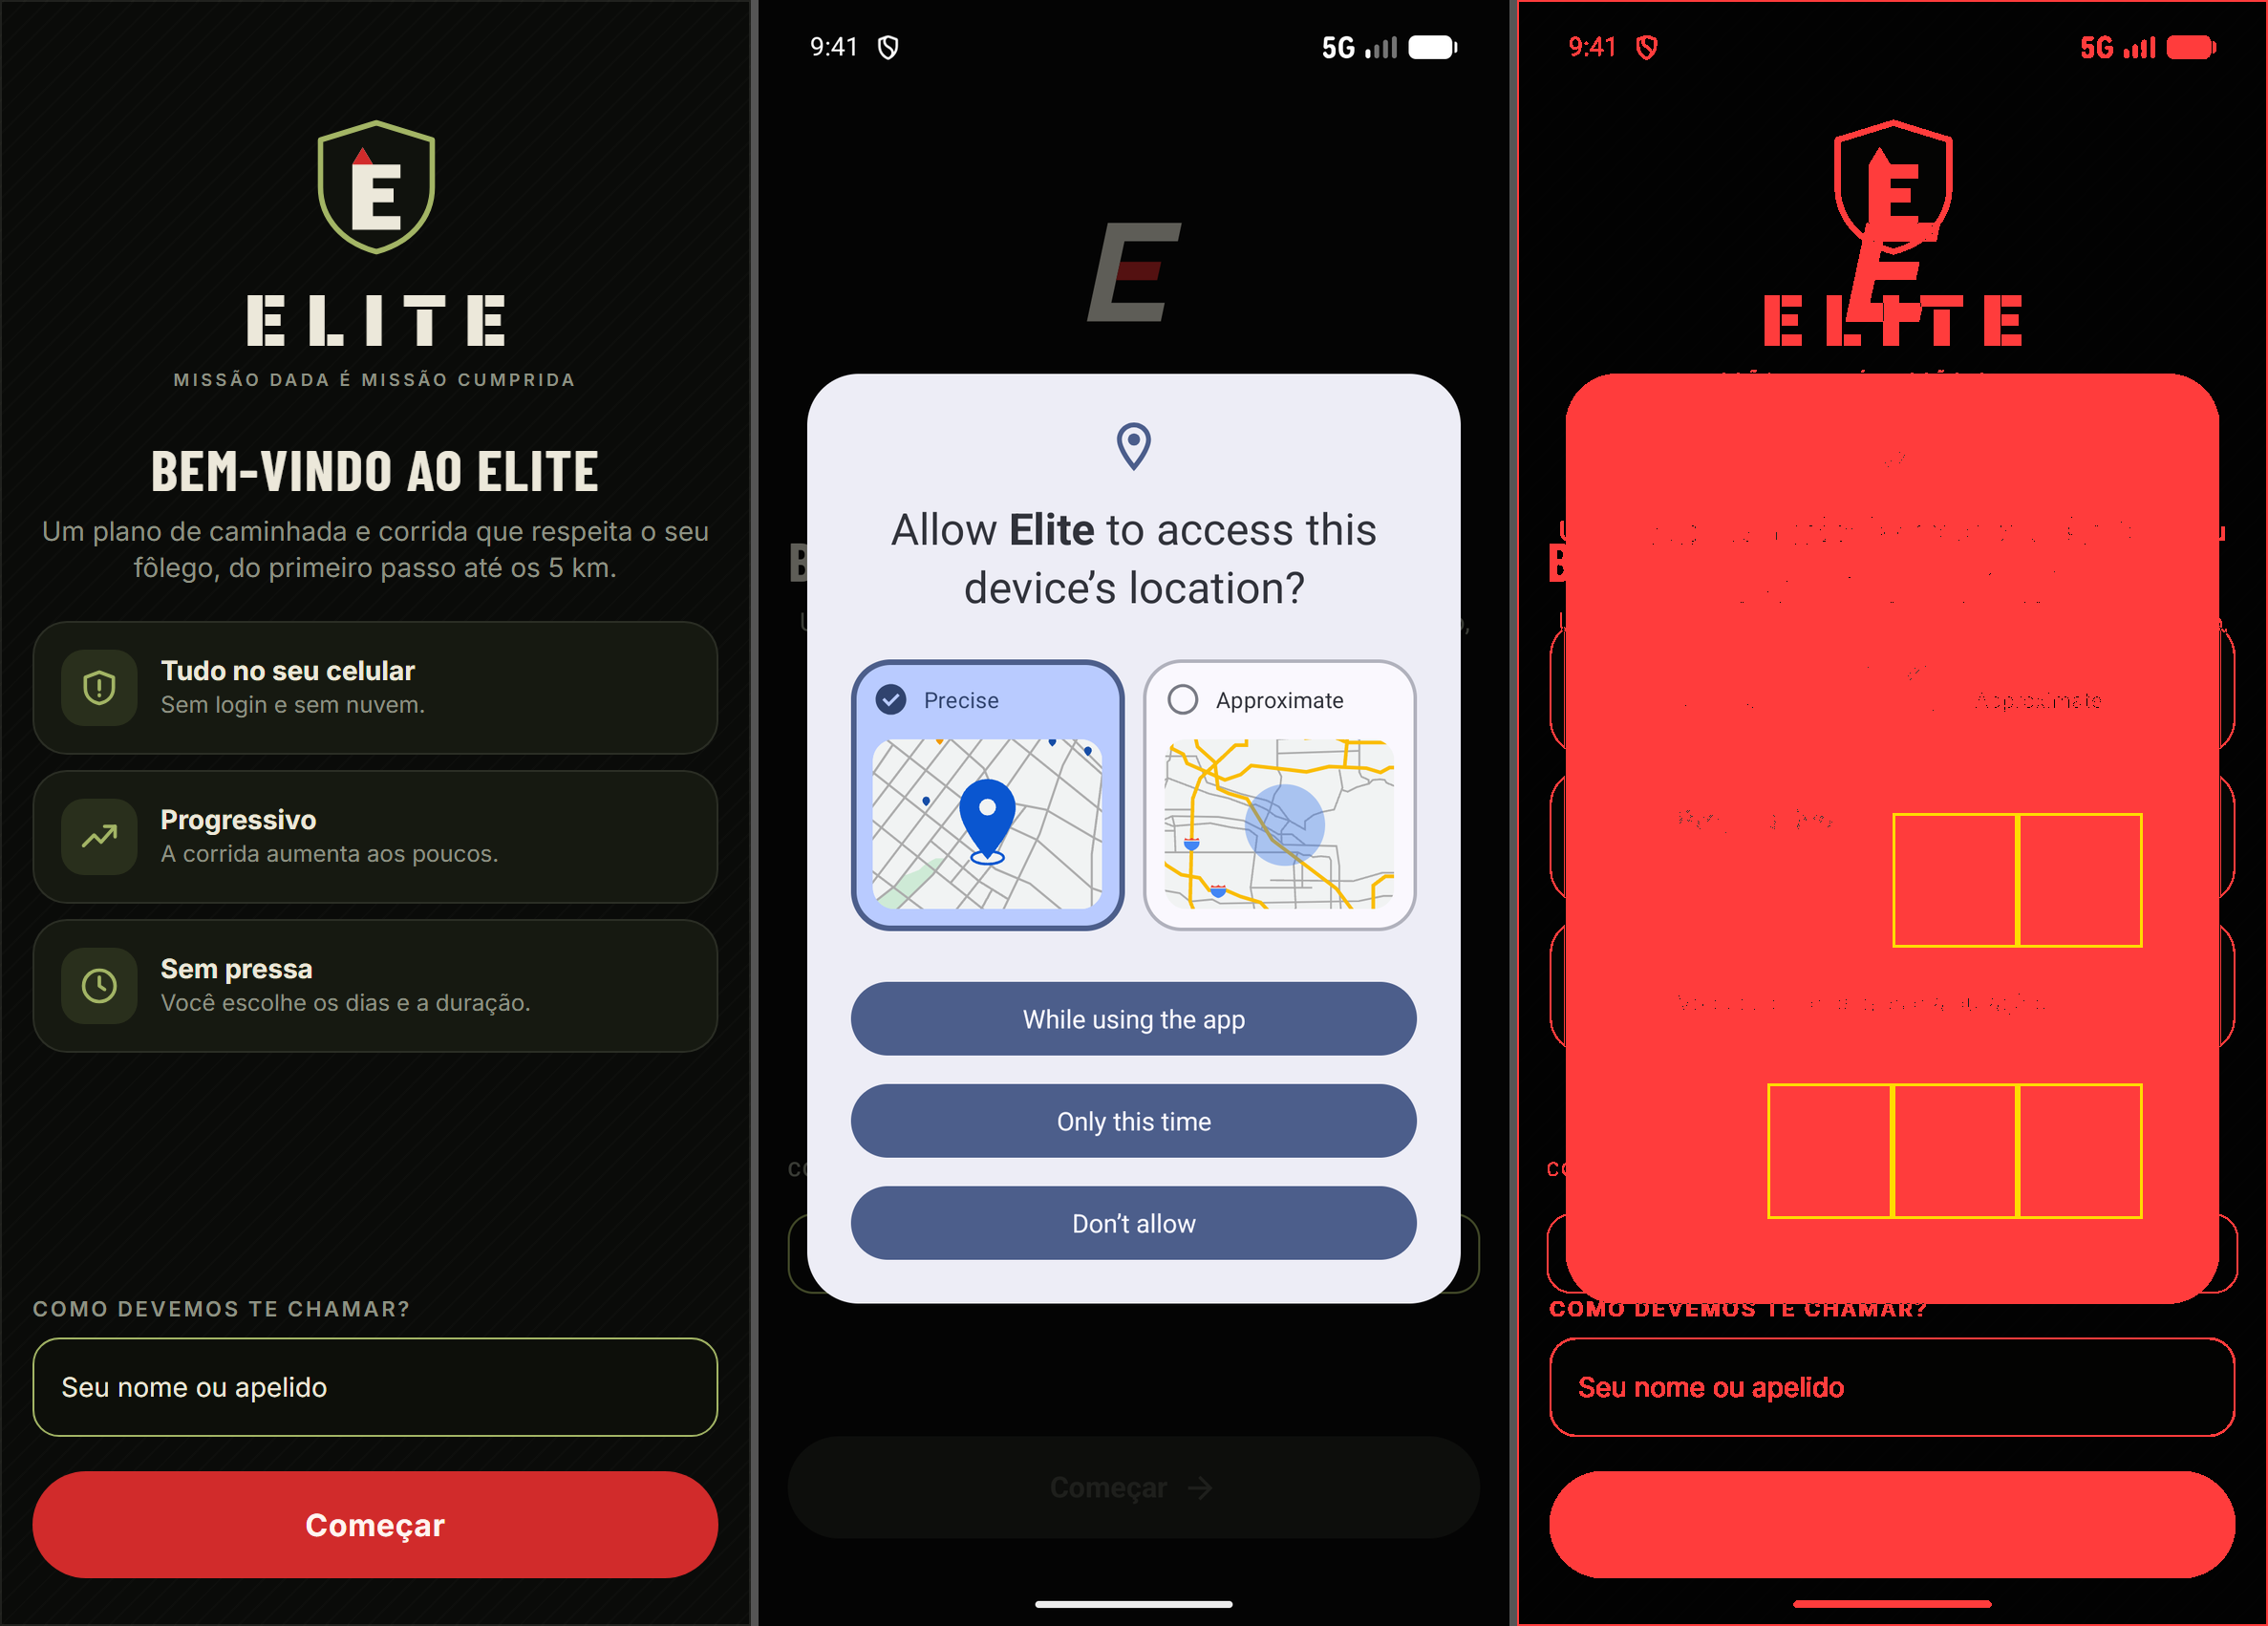 E
ELITE
MISSÃO DADA É MISSÃO CUMPRIDA
BEM-VINDO AO ELITE
Um plano de caminhada e corrida que respeita o seu
fôlego, do primeiro passo até os 5 km.
Tudo no seu celular
Sem login e sem nuvem.
Progressivo
A corrida aumenta aos poucos.
Sem pressa
Você escolhe os dias e a duração.
COMO DEVEMOS TE CHAMAR?
Seu nome ou apelido
Começar
9:41
5G
E
Allow Elite to access this
device’s location?
Precise
Approximate
While using the app
Only this time
Don’t allow
Começar
9:41
5G
E
E
ELITE
Approximate
COMO DEVEMOS TE CHAMAR?
Seu nome ou apelido